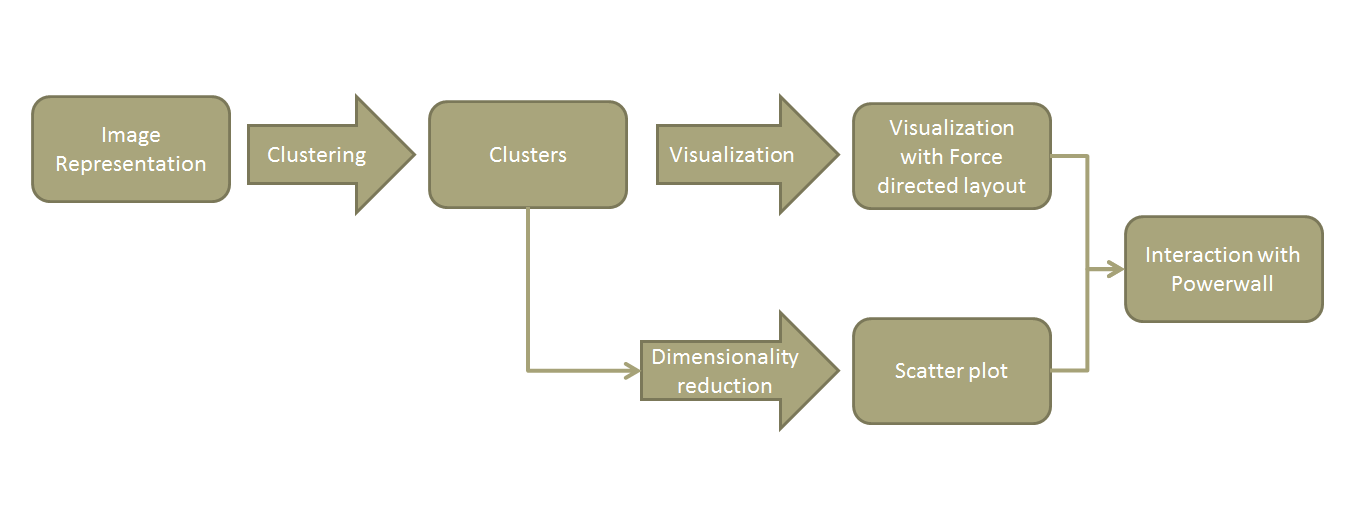 Image
Representation
Clustering
Clusters
Visualization
Visualization
with Force
directed layout
Interaction with
Powerwall
Dimensionality
reduction
Scatter plot